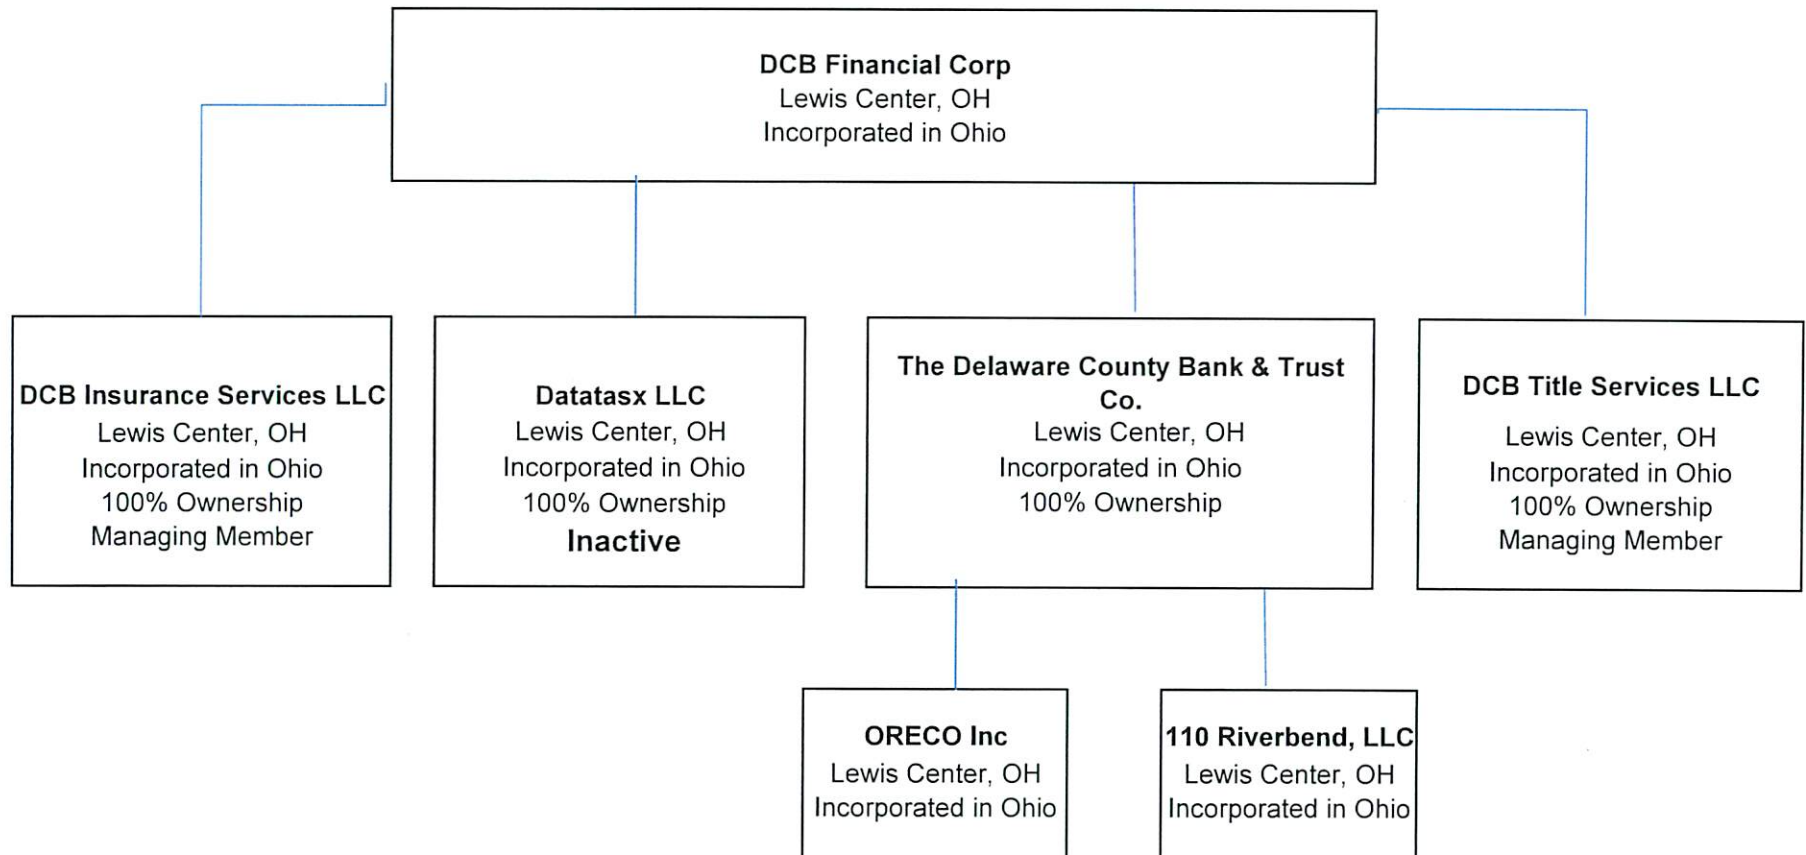 DCB Financial Corp
Lewis Center, OH
Incorporated in Ohio
DCB Insurance Services LLC
Lewis Center, OH
Incorporated in Ohio
100% Ownership
Managing Member
Datatasx LLC
Lewis Center, OH
Incorporated in Ohio
100% Ownership
Inactive
The Delaware County Bank & Trust
Co.
Lewis Center, OH
Incorporated in Ohio
100% Ownership
DCB Title Services LLC
Lewis Center, OH
Incorporated in Ohio
100% Ownership
Managing Member
ORECO Inc
Lewis Center, OH
Incorporated in Ohio
110 Riverbend, LLC
Lewis Center, OH
Incorporated in Ohio